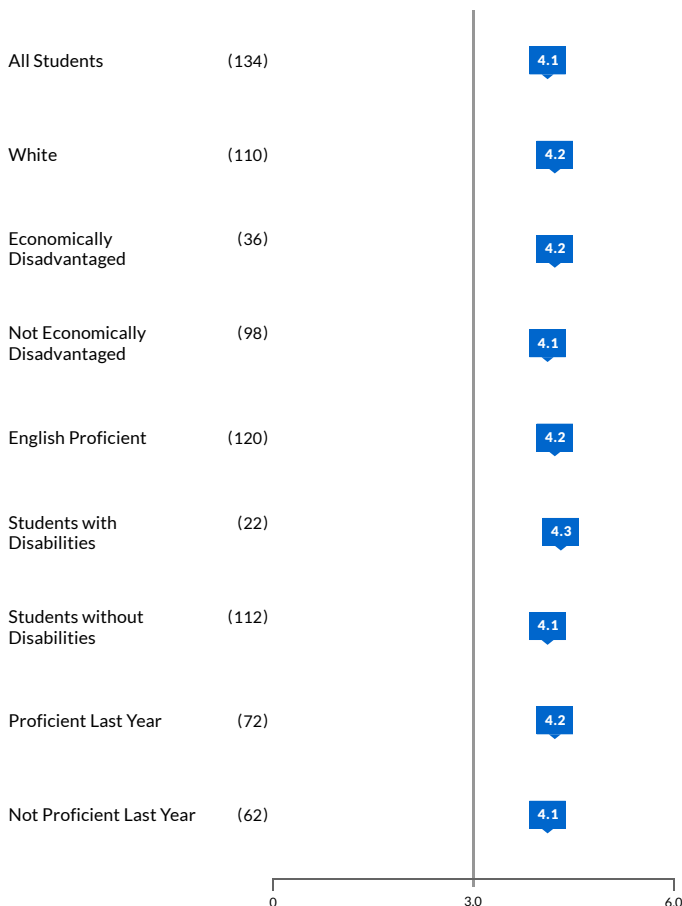 All Students (134) 4.1
White (110) 4.2
Economically (36)
Disadvantaged
4.2
Not Economically (98)
Disadvantaged
4.1
English Proficient (120) 4.2
Students with (22)
Disabilities
4.3
Students without (112)
Disabilities
4.1
Proficient Last Year (72) 4.2
Not Proficient Last Year (62) 4.1
0 3.0 6.0